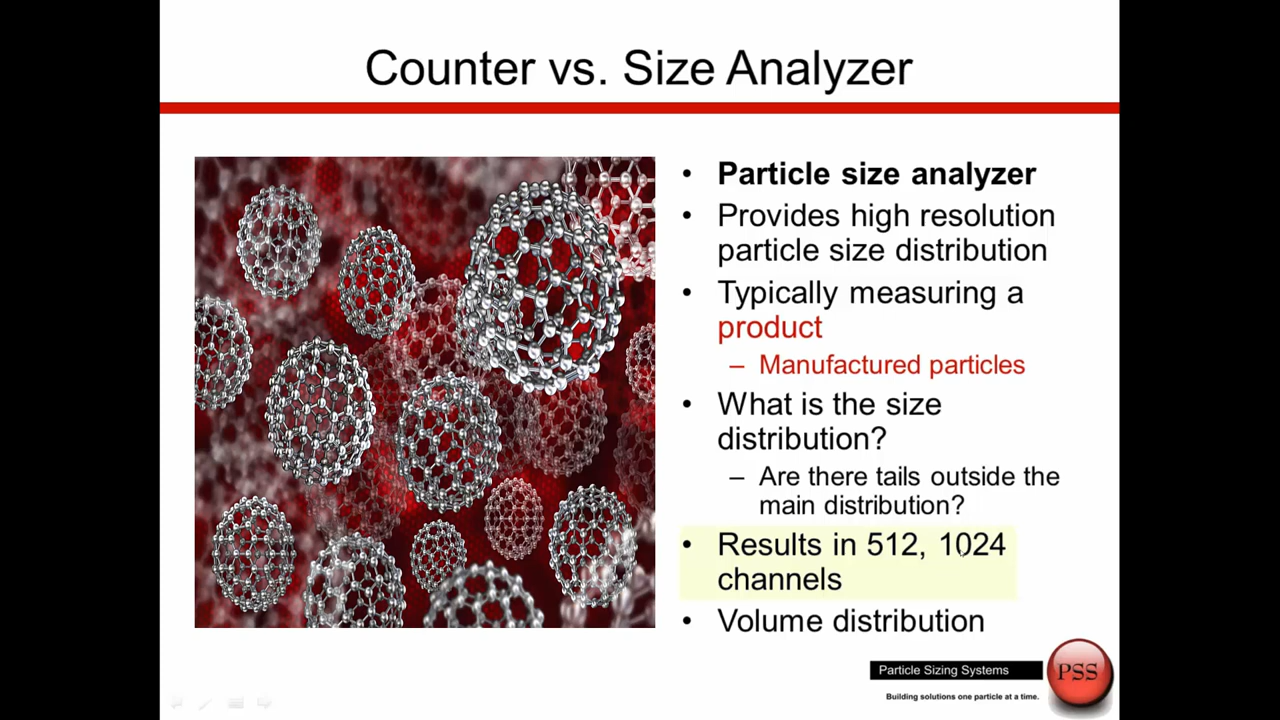 Counter vs. Size Analyzer
• Particle size analyzer
• Provides high resolution
particle size distribution
• Typically measuring a
product
– Manufactured particles
• What is the size
distribution?
– Are there tails outside the
main distribution?
• Results in 512, 1024
channels
• Volume distribution
Particle Sizing Systems
PSS
Building solutions one particle at a time.